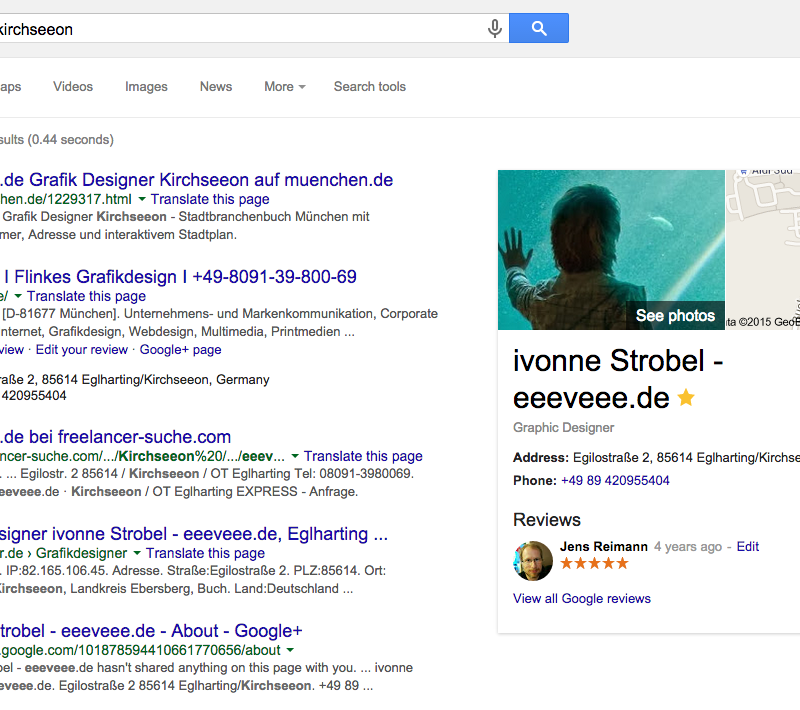 kirchseeon
aps Videos Images News More Search tools
sults (0.44 seconds)
.de Grafik Designer Kirchseeon auf muenchen.de
hen.de/1229317.html Translate this page
Grafik Designer Kirchseeon - Stadtbranchenbuch München mit
mer, Adresse und interaktivem Stadtplan.
I Flinkes Grafikdesign I +49-8091-39-800-69
e/ Translate this page
[D-81677 München]. Unternehmens- und Markenkommunikation, Corporate
nternet, Grafikdesign, Webdesign, Multimedia, Printmedien ...
view · Edit your review · Google+ page
raße 2, 85614 Eglharting/Kirchseeon, Germany
420955404
.de bei freelancer-suche.com
ncer-suche.com/.../Kirchseeon%20/.../eeev... Translate this page
. ... Egilostr. 2 85614 / Kirchseeon / OT Eglharting Tel: 08091-3980069.
eeveee.de · Kirchseeon / OT Eglharting EXPRESS - Anfrage.
signer ivonne Strobel - eeeveee.de, Eglharting ...
r.de › Grafikdesigner Translate this page
. IP:82.165.106.45. Adresse. Straße:Egilostraße 2. PLZ:85614. Ort:
Kirchseeon, Landkreis Ebersberg, Buch. Land:Deutschland ...
trobel - eeeveee.de - About - Google+
.google.com/101878594410661770656/about
bel - eeeveee.de hasn't shared anything on this page with you. ... ivonne
eveee.de. Egilostraße 2 85614 Eglharting/Kirchseeon. +49 89 ...
Aldi Süd
See photos
ta ©2015 GeoB
ivonne Strobel -
eeeveee.de
Graphic Designer
Address: Egilostraße 2, 85614 Eglharting/Kirchse
Phone: +49 89 420955404
Reviews
Jens Reimann 4 years ago - Edit
View all Google reviews